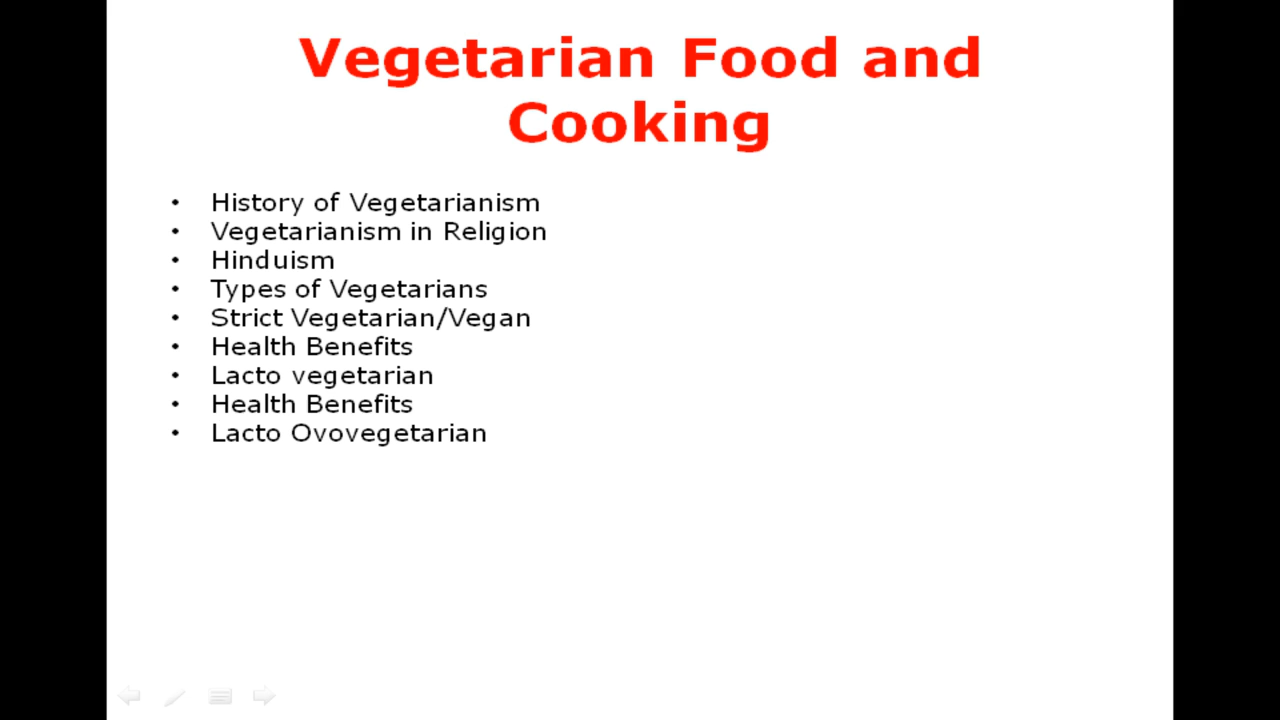 Vegetarian Food and
Cooking
• History of Vegetarianism
• Vegetarianism in Religion
• Hinduism
• Types of Vegetarians
• Strict Vegetarian/Vegan
• Health Benefits
• Lacto vegetarian
• Health Benefits
• Lacto Ovovegetarian